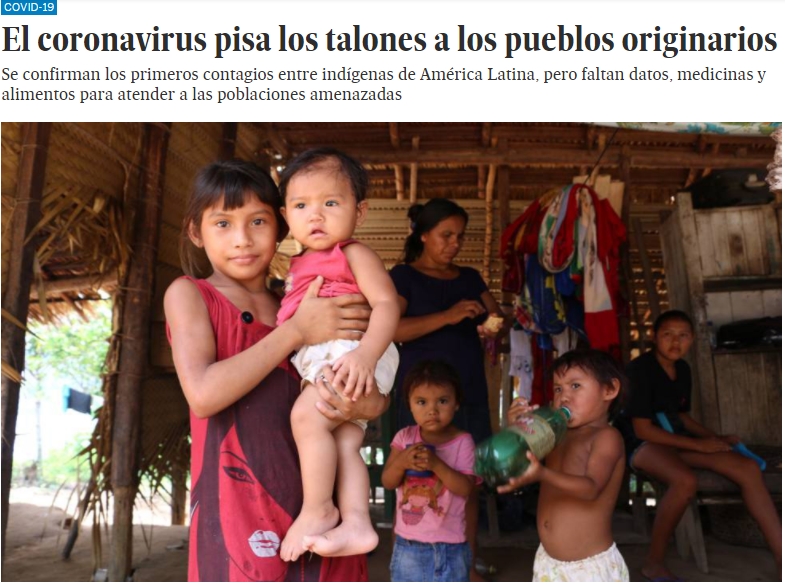 COVID-19
El coronavirus pisa los talones a los pueblos originarios
Se confirman los primeros contagios entre indígenas de América Latina, pero faltan datos, medicinas y
alimentos para atender a las poblaciones amenazadas